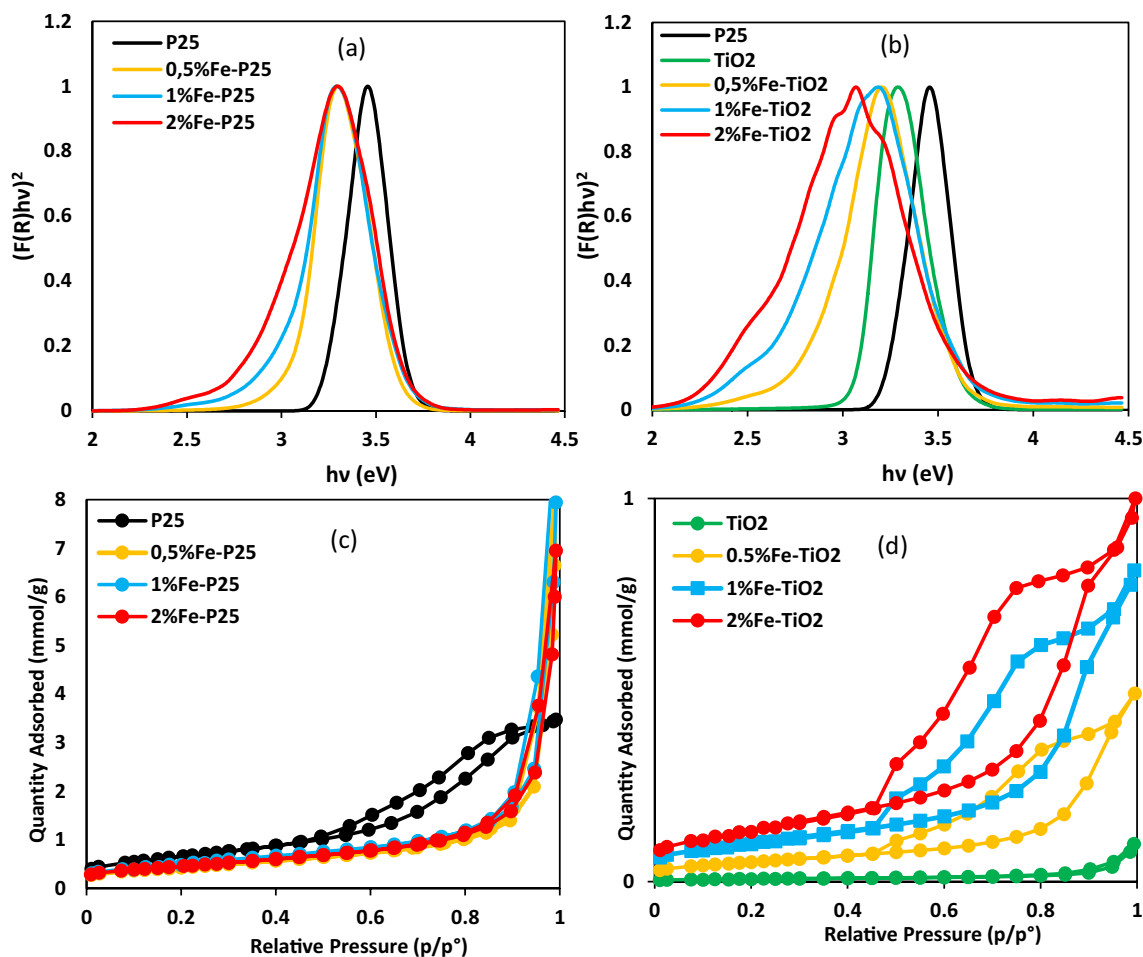 (a)
P25
0,5%Fe-P25
1%Fe-P25
2%Fe-P25
(F(R)hν)²
1.2
1
0.8
0.6
0.4
0.2
0
2 2.5 3 3.5 4 4.5
hν (eV)
(b)
P25
TiO2
0,5%Fe-TiO2
1%Fe-TiO2
2%Fe-TiO2
(F(R)hν)²
1.2
1
0.8
0.6
0.4
0.2
0
2 2.5 3 3.5 4 4.5
hν (eV)
(c)
P25
0,5%Fe-P25
1%Fe-P25
2%Fe-P25
Quantity Adsorbed (mmol/g)
8
7
6
5
4
3
2
1
0
0 0.2 0.4 0.6 0.8 1
Relative Pressure (p/p°)
(d)
TiO2
0.5%Fe-TiO2
1%Fe-TiO2
2%Fe-TiO2
Quantity Adsorbed (mmol/g)
1
0
0 0.2 0.4 0.6 0.8 1
Relative Pressure (p/p°)